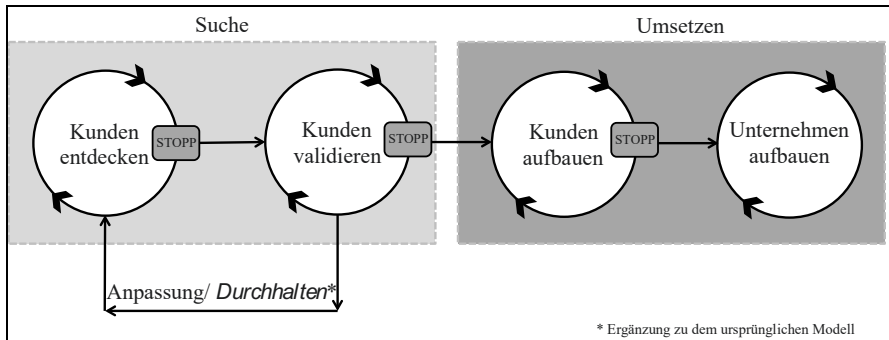 Suche
Umsetzen
Kunden
entdecken
STOPP
Kunden
validieren
STOPP
Kunden
aufbauen
STOPP
Unternehmen
aufbauen
Anpassung/ Durchhalten*
* Ergänzung zu dem ursprünglichen Modell